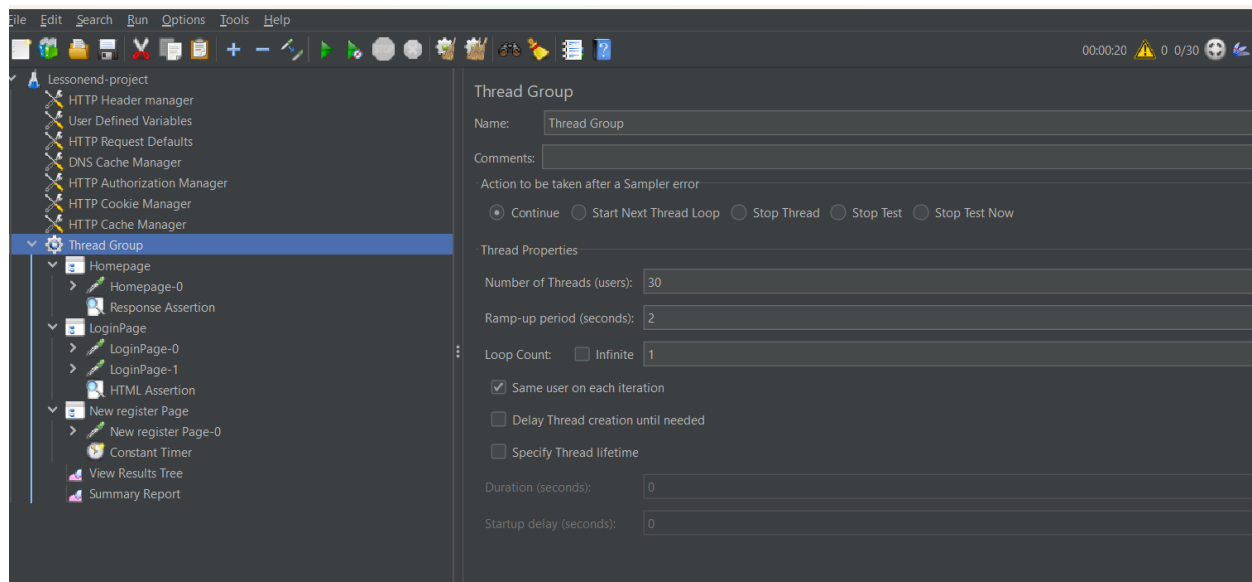 File Edit Search Run Options Tools Help
00:00:20 0 0/30
Lessonend-project
HTTP Header manager
User Defined Variables
HTTP Request Defaults
DNS Cache Manager
HTTP Authorization Manager
HTTP Cookie Manager
HTTP Cache Manager
Thread Group
Homepage
Homepage-0
Response Assertion
LoginPage
LoginPage-0
LoginPage-1
HTML Assertion
New register Page
New register Page-0
Constant Timer
View Results Tree
Summary Report
Thread Group
Name: Thread Group
Comments:
Action to be taken after a Sampler error
Continue Start Next Thread Loop Stop Thread Stop Test Stop Test Now
Thread Properties
Number of Threads (users): 30
Ramp-up period (seconds): 2
Loop Count: Infinite 1
Same user on each iteration
Delay Thread creation until needed
Specify Thread lifetime
Duration (seconds): 0
Startup delay (seconds): 0